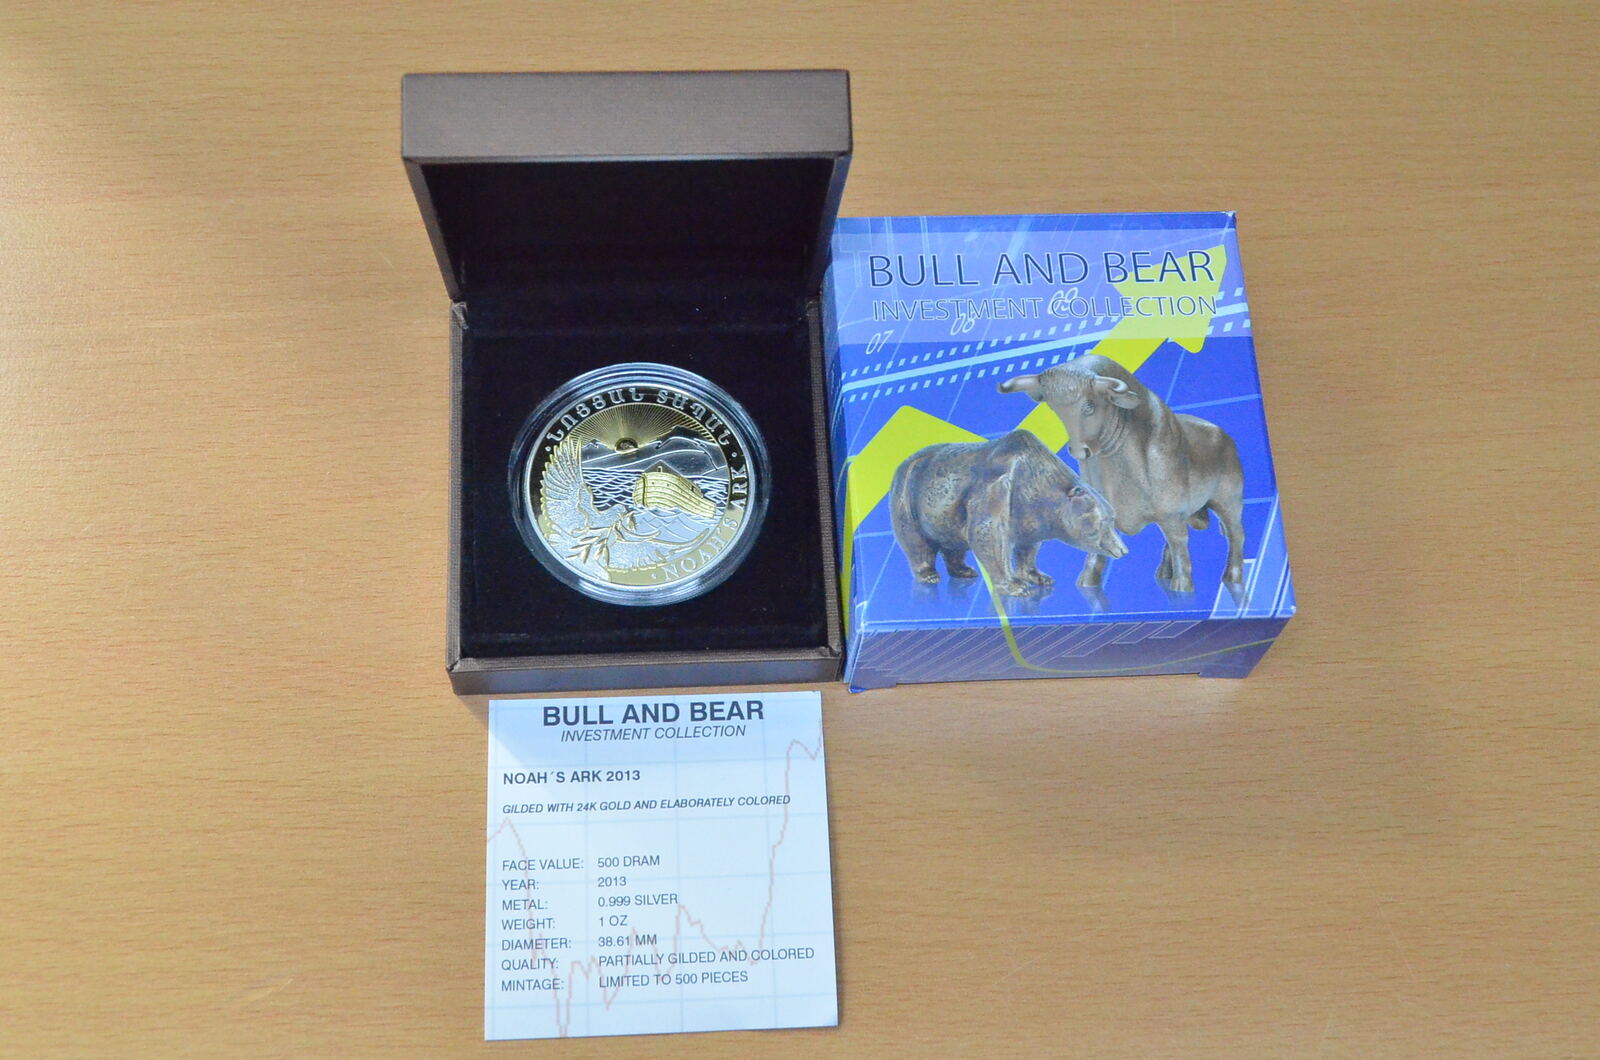 BULL AND BEAR
INVESTMENT COLLECTION
07
08
09
ՆՈՅՅԱՆ ՏԱՊԱՆ
NOAH'S ARK
BULL AND BEAR
INVESTMENT COLLECTION
NOAH´S ARK 2013
GILDED WITH 24K GOLD AND ELABORATELY COLORED
FACE VALUE: 500 DRAM
YEAR: 2013
METAL: 0.999 SILVER
WEIGHT: 1 OZ
DIAMETER: 38.61 MM
QUALITY: PARTIALLY GILDED AND COLORED
MINTAGE: LIMITED TO 500 PIECES